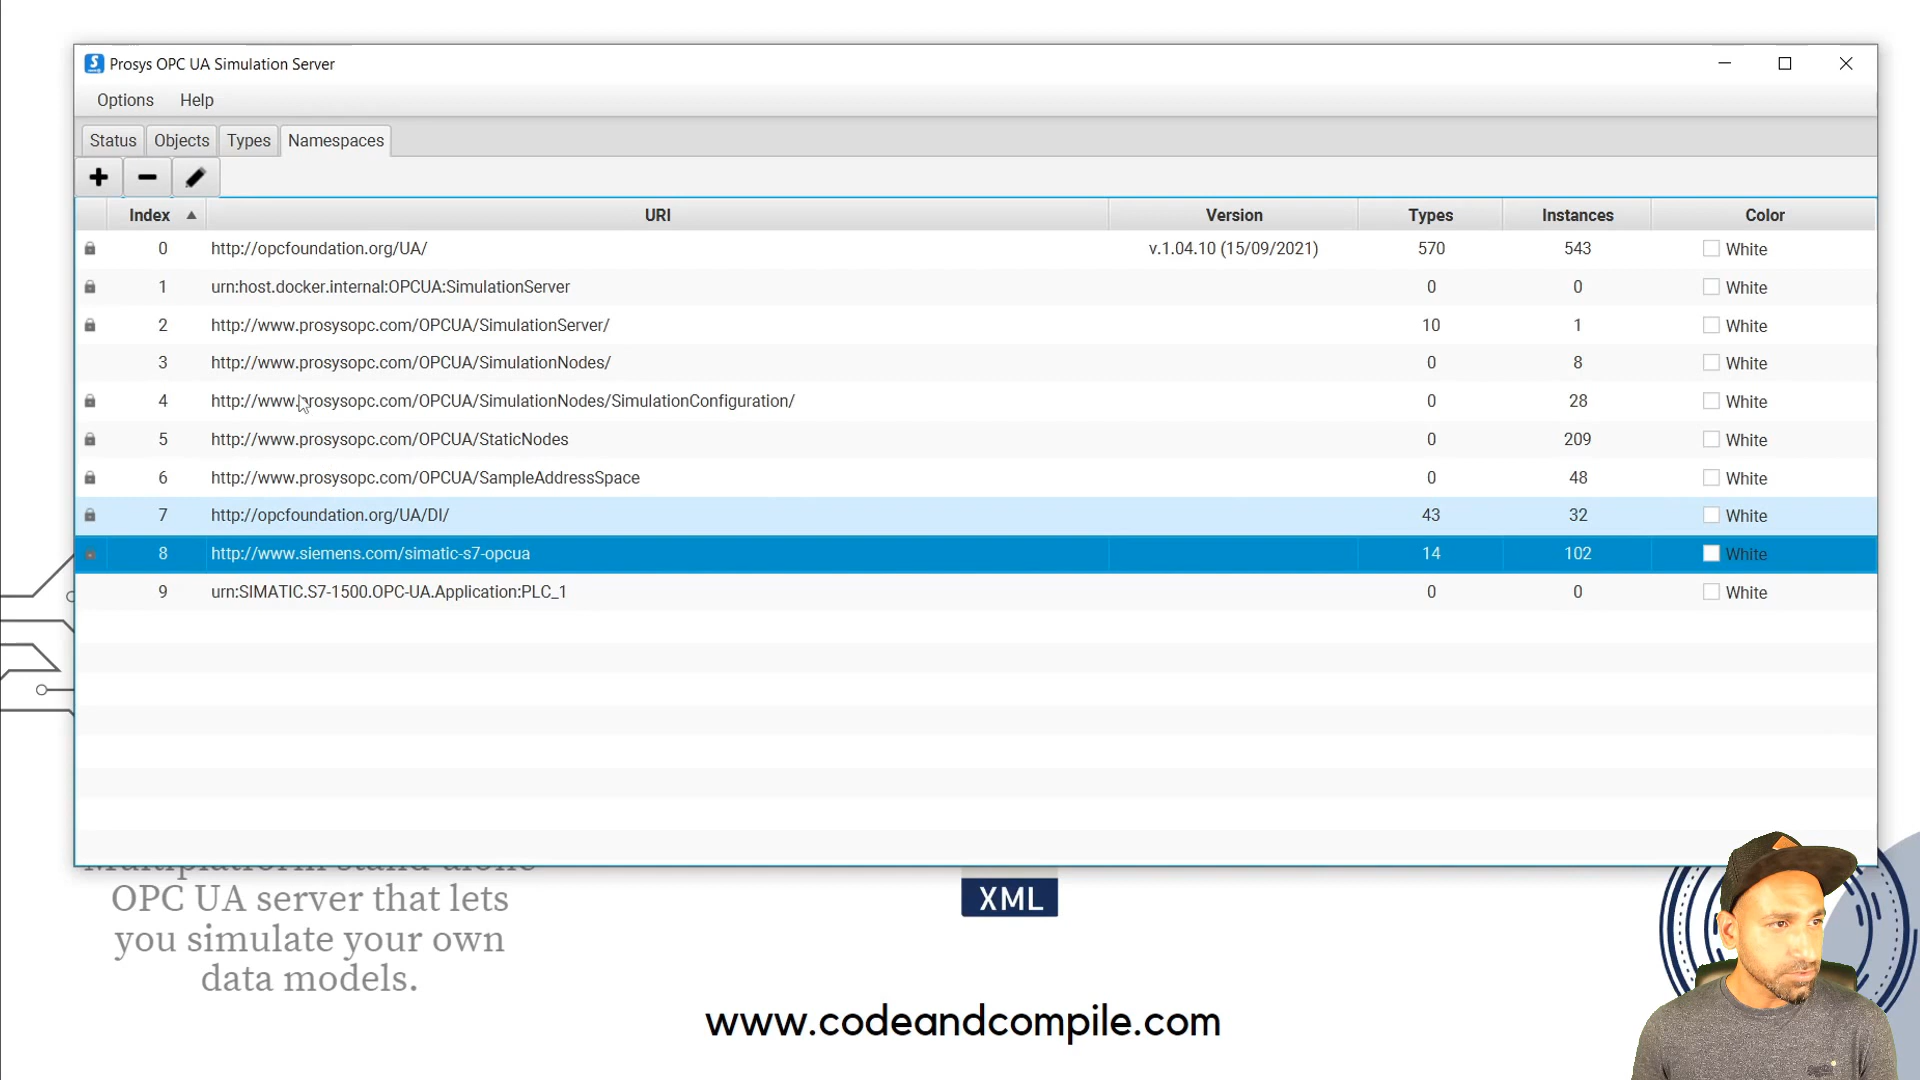 Prosys OPC UA Simulation Server
Options Help
Status Objects Types Namespaces
Index URI Version Types Instances Color
0 http://opcfoundation.org/UA/ v.1.04.10 (15/09/2021) 570 543 White
1 urn:host.docker.internal:OPCUA:SimulationServer 0 0 White
2 http://www.prosysopc.com/OPCUA/SimulationServer/ 10 1 White
3 http://www.prosysopc.com/OPCUA/SimulationNodes/ 0 8 White
4 http://www.prosysopc.com/OPCUA/SimulationNodes/SimulationConfiguration/ 0 28 White
5 http://www.prosysopc.com/OPCUA/StaticNodes 0 209 White
6 http://www.prosysopc.com/OPCUA/SampleAddressSpace 0 48 White
7 http://opcfoundation.org/UA/DI/ 43 32 White
8 http://www.siemens.com/simatic-s7-opcua 14 102 White
9 urn:SIMATIC.S7-1500.OPC-UA.Application:PLC_1 0 0 White
Multiplatform stand-alone
OPC UA server that lets
you simulate your own
data models.
XML
www.codeandcompile.com